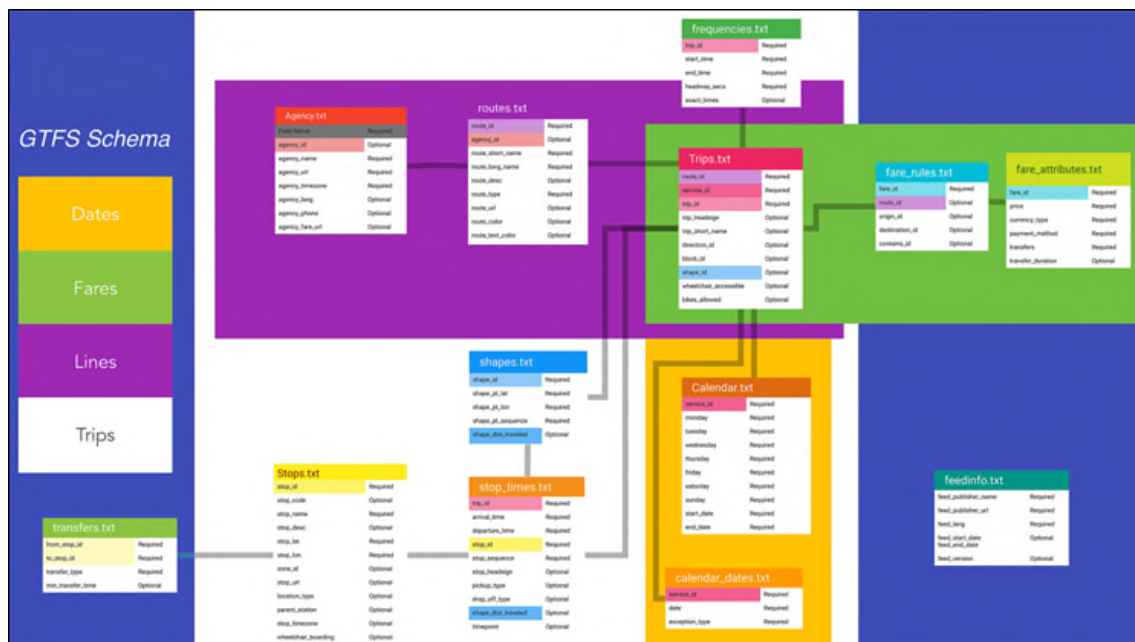 GTFS Schema
Dates
Fares
Lines
Trips
frequencies.txt
trip_id Required
start_time Required
end_time Required
headway_secs Required
exact_times Optional
Agency.txt
Field Name Required
agency_id Optional
agency_name Required
agency_url Required
agency_timezone Required
agency_lang Optional
agency_phone Optional
agency_fare_url Optional
routes.txt
route_id Required
agency_id Optional
route_short_name Required
route_long_name Required
route_desc Optional
route_type Required
route_url Optional
route_color Optional
route_text_color Optional
Trips.txt
route_id Required
service_id Required
trip_id Required
trip_headsign Optional
trip_short_name Optional
direction_id Optional
block_id Optional
shape_id Optional
wheelchair_accessible Optional
bikes_allowed Optional
fare_rules.txt
fare_id Required
route_id Optional
origin_id Optional
destination_id Optional
contains_id Optional
fare_attributes.txt
fare_id Required
price Required
currency_type Required
payment_method Required
transfers Required
transfer_duration Optional
shapes.txt
shape_id Required
shape_pt_lat Required
shape_pt_lon Required
shape_pt_sequence Required
shape_dist_traveled Optional
Calendar.txt
service_id Required
monday Required
tuesday Required
wednesday Required
thursday Required
friday Required
saturday Required
sunday Required
start_date Required
end_date Required
Stops.txt
stop_id Required
stop_code Optional
stop_name Required
stop_desc Optional
stop_lat Required
stop_lon Required
zone_id Optional
stop_url Optional
location_type Optional
parent_station Optional
stop_timezone Optional
wheelchair_boarding Optional
stop_times.txt
trip_id Required
arrival_time Required
departure_time Required
stop_id Required
stop_sequence Required
stop_headsign Optional
pickup_type Optional
drop_off_type Optional
shape_dist_traveled Optional
timepoint Optional
feedinfo.txt
feed_publisher_name Required
feed_publisher_url Required
feed_lang Required
feed_start_date Optional
feed_end_date
feed_version Optional
transfers.txt
from_stop_id Required
to_stop_id Required
transfer_type Required
min_transfer_time Optional
calendar_dates.txt
service_id Required
date Required
exception_type Required